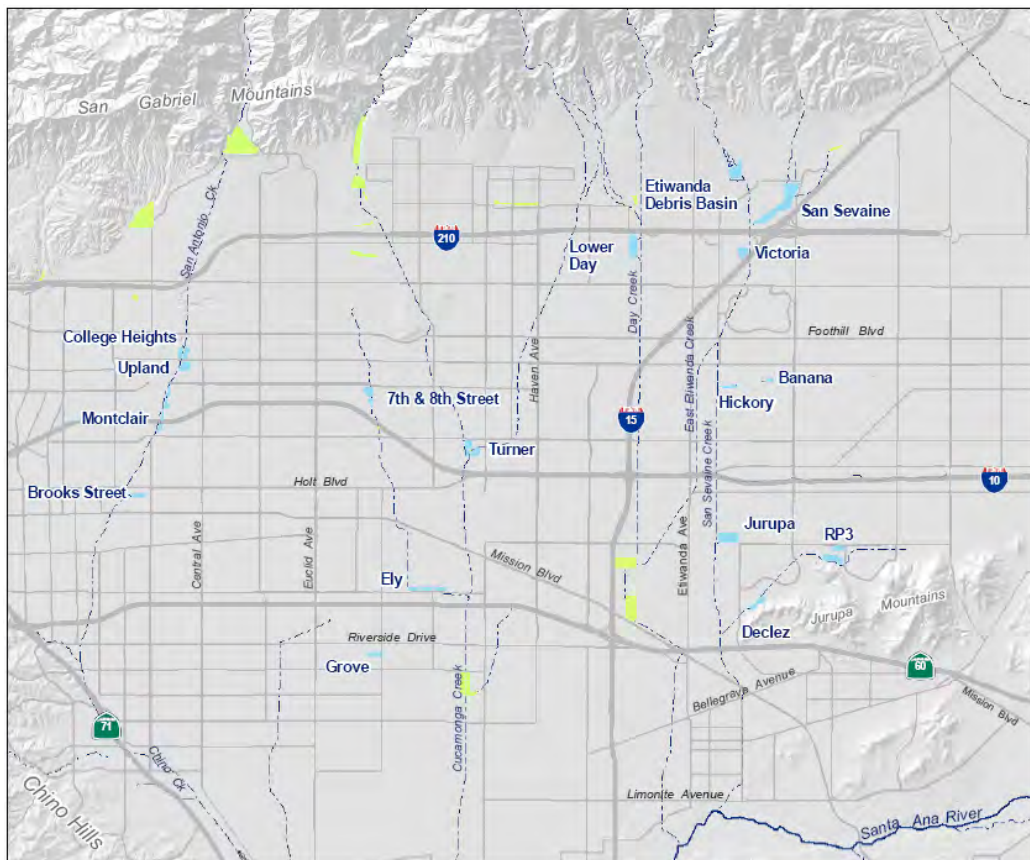 San Gabriel Mountains
San Antonio Ck
Etiwanda
Debris Basin
San Sevaine
210
Lower
Day
Victoria
Day Creek
College Heights
Upland
Foothill Blvd
Haven Ave
East Etiwanda Creek
Banana
Hickory
7th & 8th Street
Montclair
15
Turner
San Sevaine Creek
Holt Blvd
10
Brooks Street
Jurupa
RP3
Central Ave
Euclid Ave
Mission Blvd
Etiwanda Ave
Ely
Jurupa Mountains
Declez
Riverside Drive
Grove
60
Cucamonga Creek
Bellegrave Avenue
Mission Blvd
71
Chino Ck
Chino Hills
Limonite Avenue
Santa Ana River